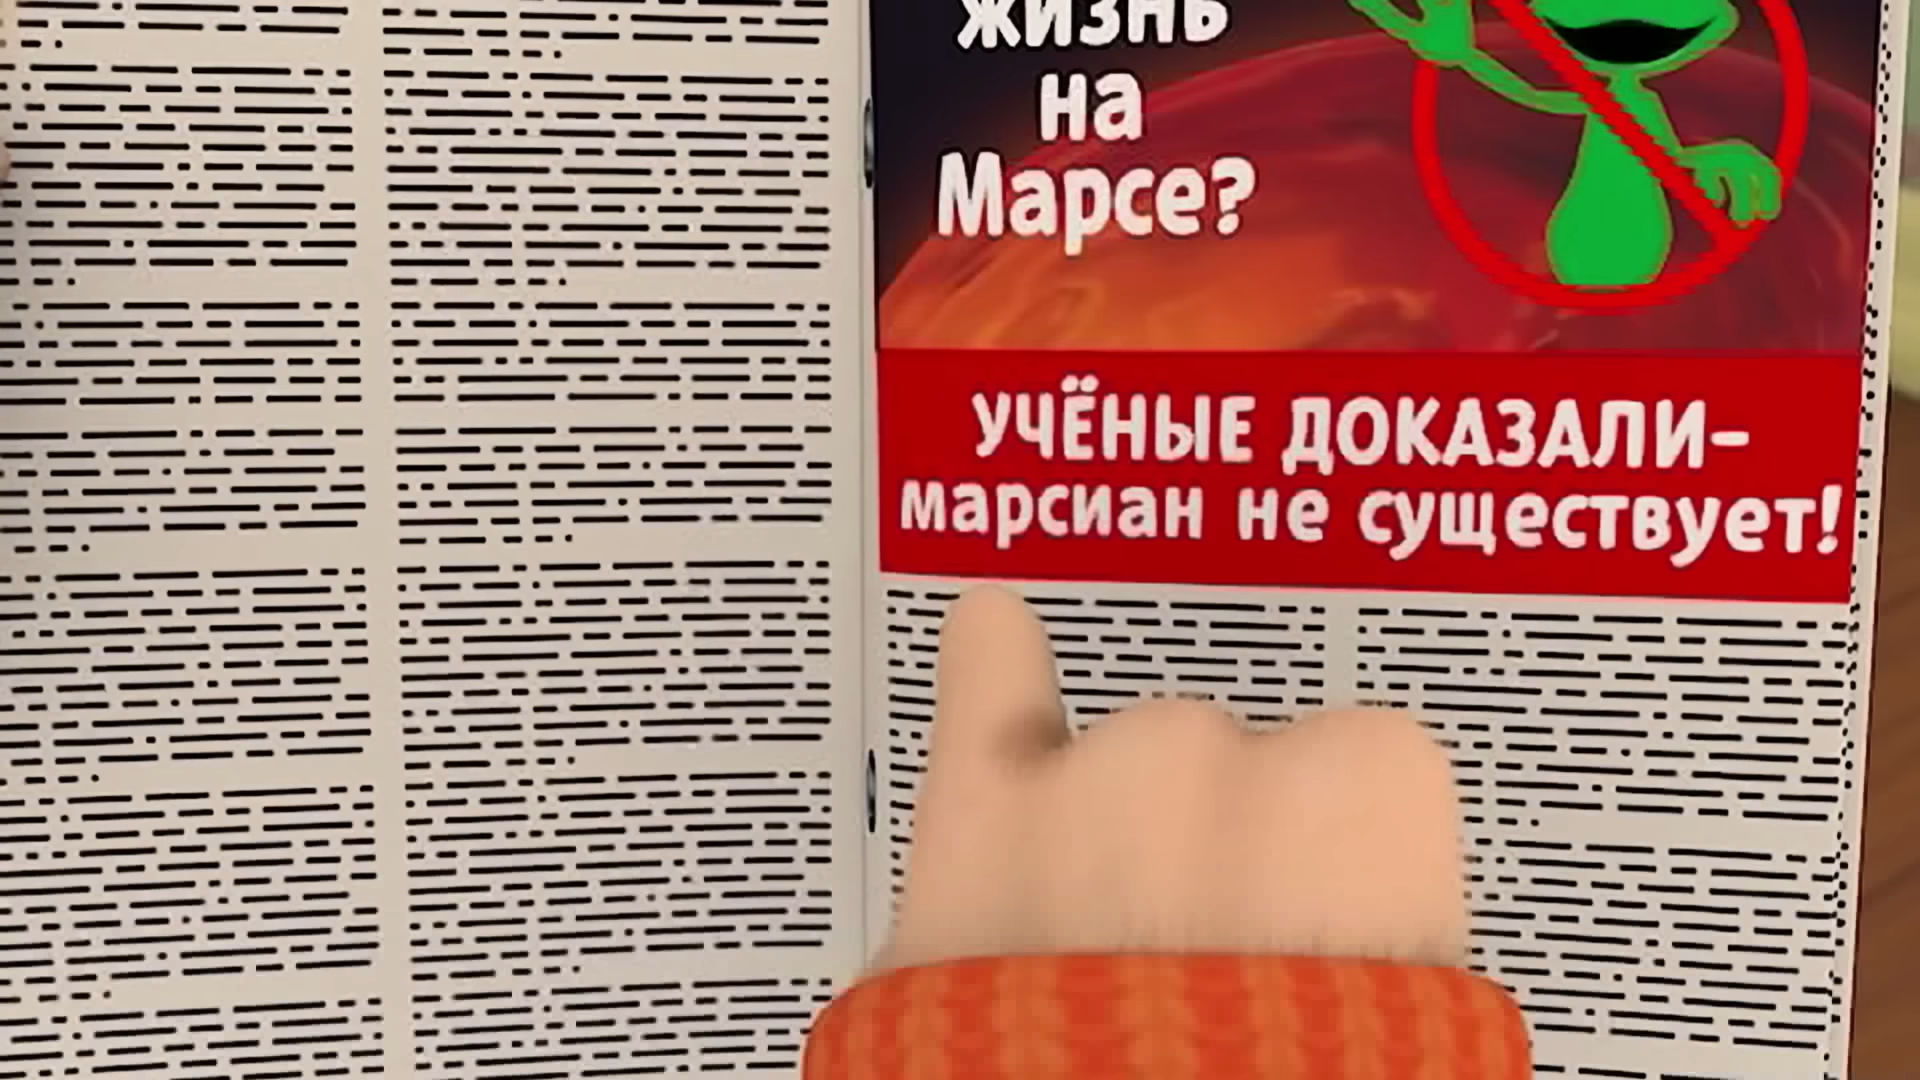 жизнь
на
Марсе?
УЧЁНЫЕ ДОКАЗАЛИ-
марсиан не существует!